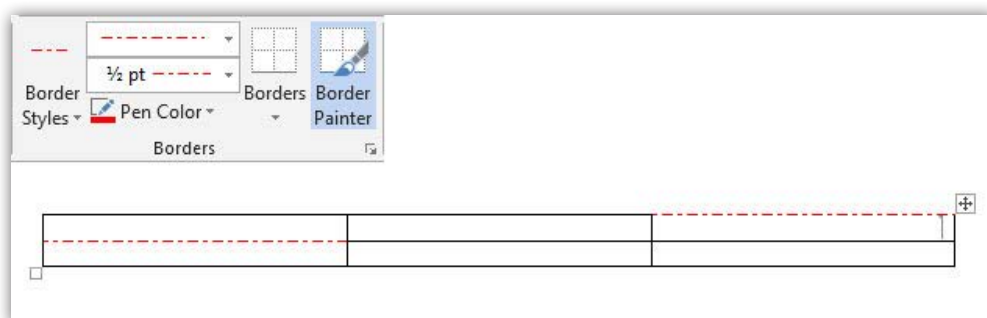 ½ pt
Border Styles
Pen Color
Borders
Border Painter
Borders